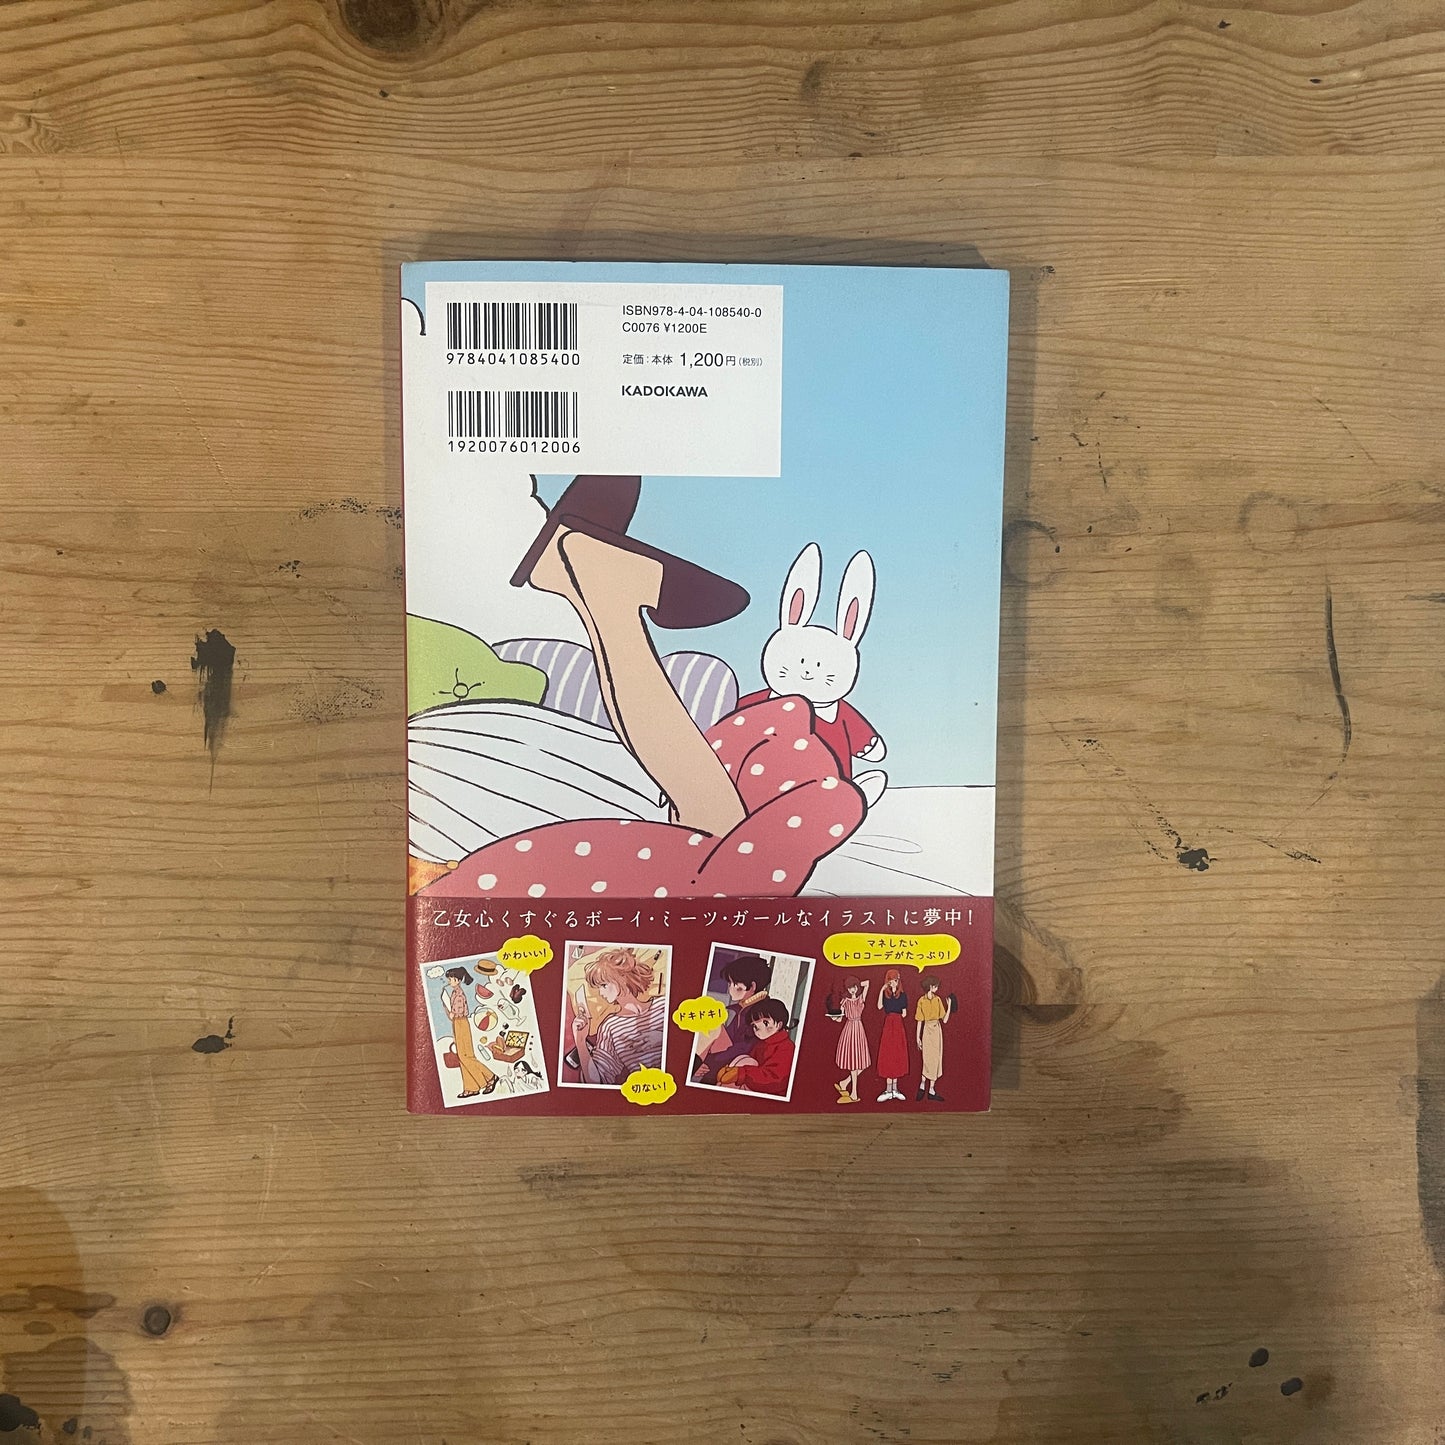 ISBN978-4-04-108540-0
C0076 ¥1200E
9784041085400
定価:本体 1,200円(税別)
KADOKAWA
1920076012006
乙女心くすぐるボーイ・ミーツ・ガールなイラストに夢中!
かわいい!
切ない!
ドキドキ!
マネしたい
レトロコーデがたっぷり!